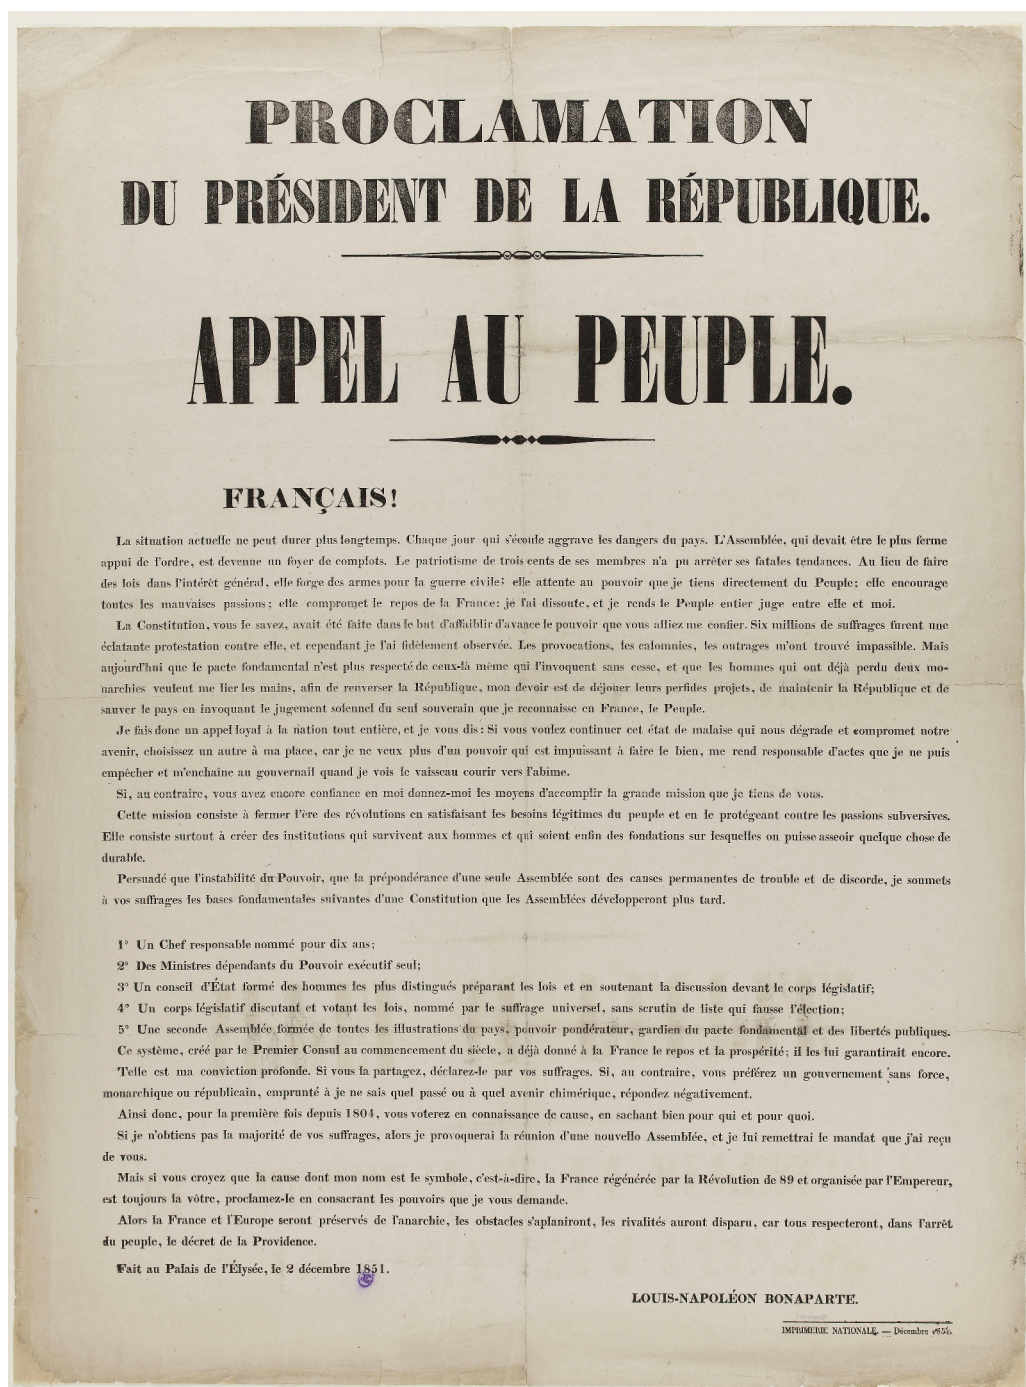 PROCLAMATION
DU PRÉSIDENT DE LA RÉPUBLIQUE.
APPEL AU PEUPLE.
FRANÇAIS!
La situation actuelle ne peut durer plus longtemps. Chaque jour qui s'écoule aggrave les dangers du pays. L'Assemblée, qui devait être le plus ferme
appui de l'ordre, est devenue un foyer de complots. Le patriotisme de trois cents de ses membres n'a pu arrêter ses fatales tendances. Au lieu de faire
des lois dans l'intérêt général, elle forge des armes pour la guerre civile; elle attente au pouvoir que je tiens directement du Peuple; elle encourage
toutes les mauvaises passions; elle compromet le repos de la France: je l'ai dissoute, et je rends le Peuple entier juge entre elle et moi.
La Constitution, vous le savez, avait été faite dans le but d'affaiblir d'avance le pouvoir que vous alliez me confier. Six millions de suffrages furent une
éclatante protestation contre elle, et cependant je l'ai fidèlement observée. Les provocations, les calomnies, les outrages m'ont trouvé impassible. Mais
aujourd'hui que le pacte fondamental n'est plus respecté de ceux-là même qui l'invoquent sans cesse, et que les hommes qui ont déjà perdu deux mo-
narchies veulent me lier les mains, afin de renverser la République, mon devoir est de déjouer leurs perfides projets, de maintenir la République et de
sauver le pays en invoquant le jugement solennel du seul souverain que je reconnaisse en France, le Peuple.
Je fais donc un appel loyal à la nation tout entière, et je vous dis: Si vous voulez continuer cet état de malaise qui nous dégrade et compromet notre
avenir, choisissez un autre à ma place, car je ne veux plus d'un pouvoir qui est impuissant à faire le bien, me rend responsable d'actes que je ne puis
empêcher et m'enchaîne au gouvernail quand je vois le vaisseau courir vers l'abîme.
Si, au contraire, vous avez encore confiance en moi donnez-moi les moyens d'accomplir la grande mission que je tiens de vous.
Cette mission consiste à fermer l'ère des révolutions en satisfaisant les besoins légitimes du peuple et en le protégeant contre les passions subversives.
Elle consiste surtout à créer des institutions qui survivent aux hommes et qui soient enfin des fondations sur lesquelles on puisse asseoir quelque chose de
durable.
Persuadé que l'instabilité du Pouvoir, que la prépondérance d'une seule Assemblée sont des causes permanentes de trouble et de discorde, je soumets
à vos suffrages les bases fondamentales suivantes d'une Constitution que les Assemblées développeront plus tard.
1° Un Chef responsable nommé pour dix ans;
2° Des Ministres dépendants du Pouvoir exécutif seul;
3° Un conseil d'État formé des hommes les plus distingués préparant les lois et en soutenant la discussion devant le corps législatif;
4° Un corps législatif discutant et votant les lois, nommé par le suffrage universel, sans scrutin de liste qui fausse l'élection;
5° Une seconde Assemblée formée de toutes les illustrations du pays, pouvoir pondérateur, gardien du pacte fondamental et des libertés publiques.
Ce système, créé par le Premier Consul au commencement du siècle, a déjà donné à la France le repos et la prospérité; il les lui garantirait encore.
Telle est ma conviction profonde. Si vous la partagez, déclarez-le par vos suffrages. Si, au contraire, vous préférez un gouvernement sans force,
monarchique ou républicain, emprunté à je ne sais quel passé ou à quel avenir chimérique, répondez négativement.
Ainsi donc, pour la première fois depuis 1804, vous voterez en connaissance de cause, en sachant bien pour qui et pour quoi.
Si je n'obtiens pas la majorité de vos suffrages, alors je provoquerai la réunion d'une nouvello Assemblée, et je lui remettrai le mandat que j'ai reçu
de vous.
Mais si vous croyez que la cause dont mon nom est le symbole, c'est-à-dire, la France régénérée par la Révolution de 89 et organisée par l'Empereur,
est toujours la vôtre, proclamez-le en consacrant les pouvoirs que je vous demande.
Alors la France et l'Europe seront préservés de l'anarchie, les obstacles s'aplaniront, les rivalités auront disparu, car tous respecteront, dans l'arrêt
du peuple, le décret de la Providence.
Fait au Palais de l'Élysée, le 2 décembre 1851.
LOUIS-NAPOLÉON BONAPARTE.
IMPRIMERIE NATIONALE. — Décembre 1851.